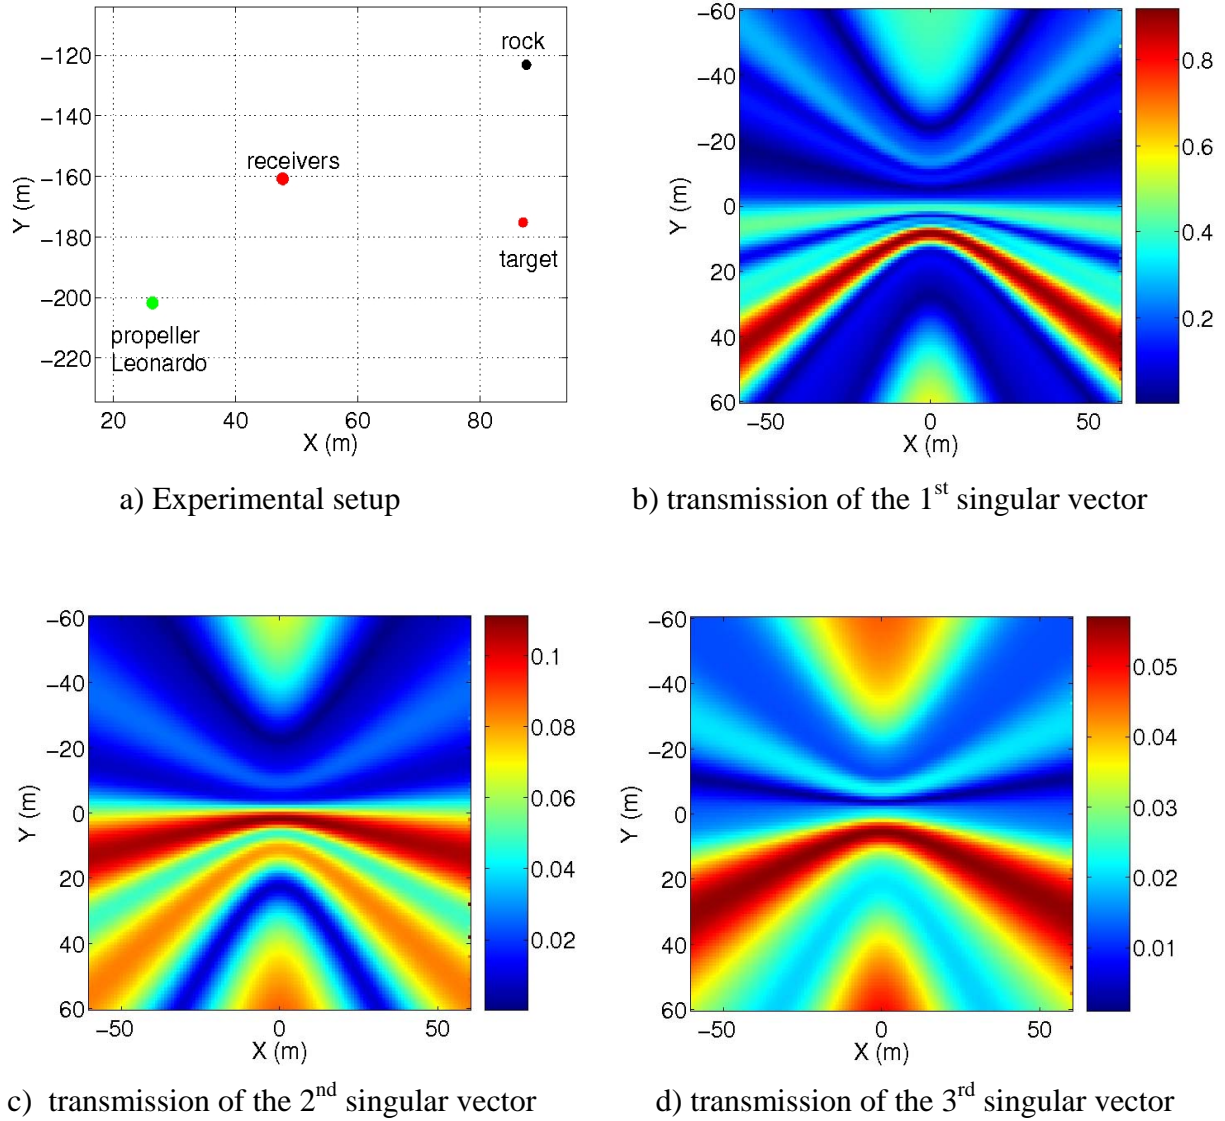 −120
−140
−160
−180
−200
−220
Y (m)
rock
receivers
target
propeller
Leonardo
20 40 60 80
X (m)
a) Experimental setup
−60
−40
−20
0
20
40
60
Y (m)
−50 0 50
X (m)
0.8
0.6
0.4
0.2
b) transmission of the 1st singular vector
−60
−40
−20
0
20
40
60
Y (m)
−50 0 50
X (m)
0.1
0.08
0.06
0.04
0.02
c) transmission of the 2nd singular vector
−60
−40
−20
0
20
40
60
Y (m)
−50 0 50
X (m)
0.05
0.04
0.03
0.02
0.01
d) transmission of the 3rd singular vector